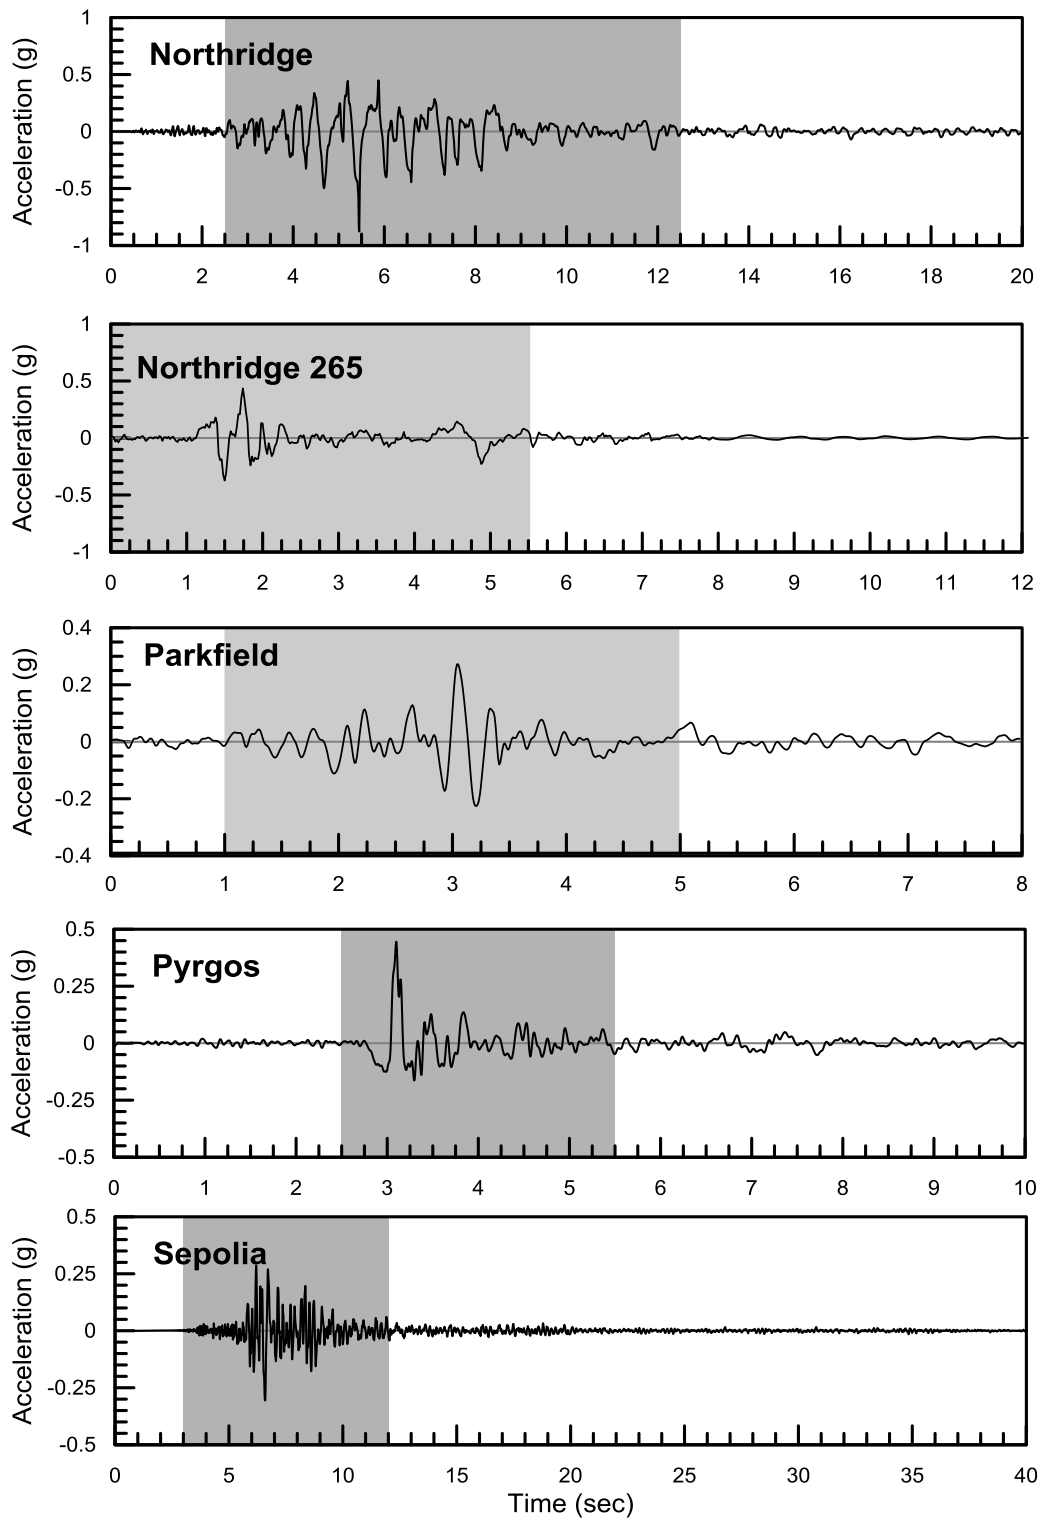 1
0.5
0
-0.5
-1
Acceleration (g)
Northridge
0 2 4 6 8 10 12 14 16 18 20
1
0.5
0
-0.5
-1
Acceleration (g)
Northridge 265
0 1 2 3 4 5 6 7 8 9 10 11 12
0.4
0.2
0
-0.2
-0.4
Acceleration (g)
Parkfield
0 1 2 3 4 5 6 7 8
0.5
0.25
0
-0.25
-0.5
Acceleration (g)
Pyrgos
0 1 2 3 4 5 6 7 8 9 10
0.5
0.25
0
-0.25
-0.5
Acceleration (g)
Sepolia
0 5 10 15 20 25 30 35 40
Time (sec)